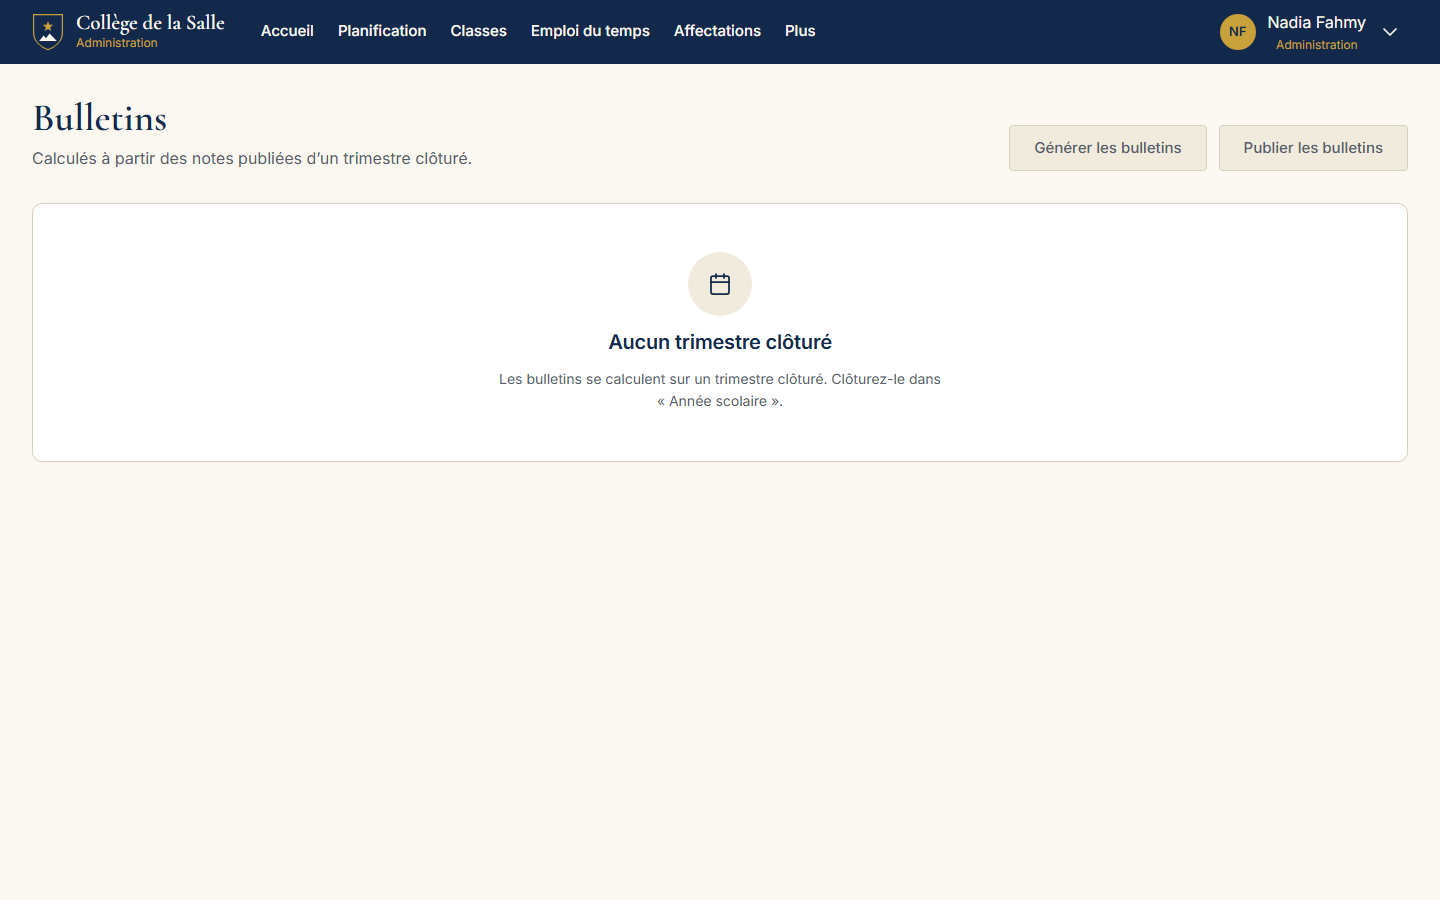 Collège de la Salle
Administration
Accueil
Planification
Classes
Emploi du temps
Affectations
Plus
NF
Nadia Fahmy
Administration
Bulletins
Calculés à partir des notes publiées d’un trimestre clôturé.
Générer les bulletins
Publier les bulletins
Aucun trimestre clôturé
Les bulletins se calculent sur un trimestre clôturé. Clôturez-le dans
« Année scolaire ».